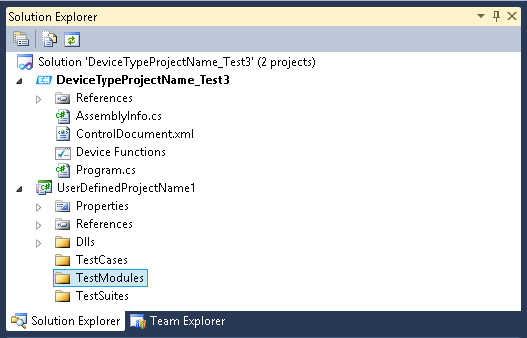 Solution Explorer
Solution 'DeviceTypeProjectName_Test3' (2 projects)
DeviceTypeProjectName_Test3
References
AssemblyInfo.cs
ControlDocument.xml
Device Functions
Program.cs
UserDefinedProjectName1
Properties
References
Dlls
TestCases
TestModules
TestSuites
Solution Explorer Team Explorer